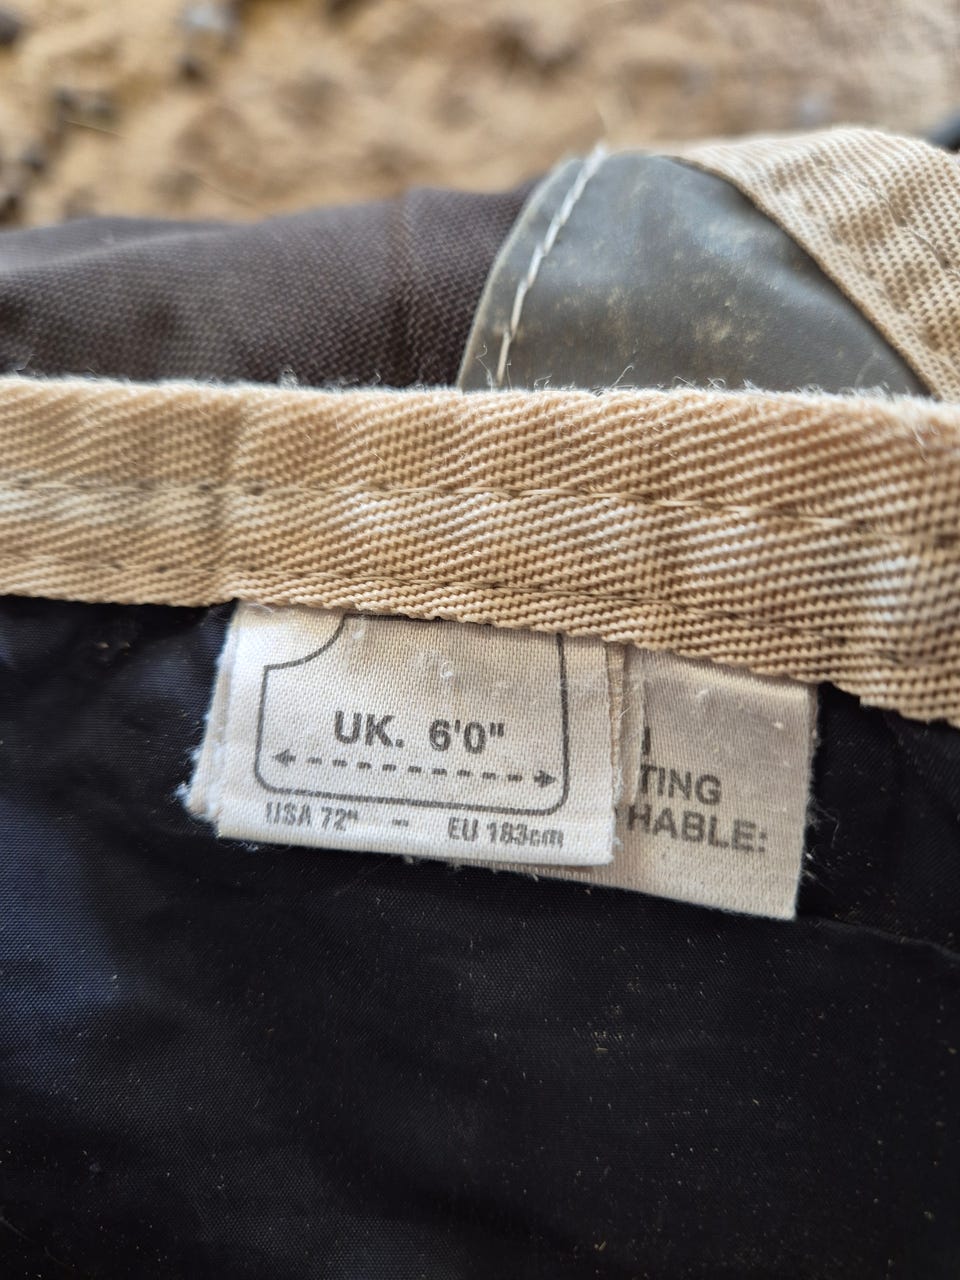 UK. 6'0"
USA 72" - EU 183cm
TING
HABLE: